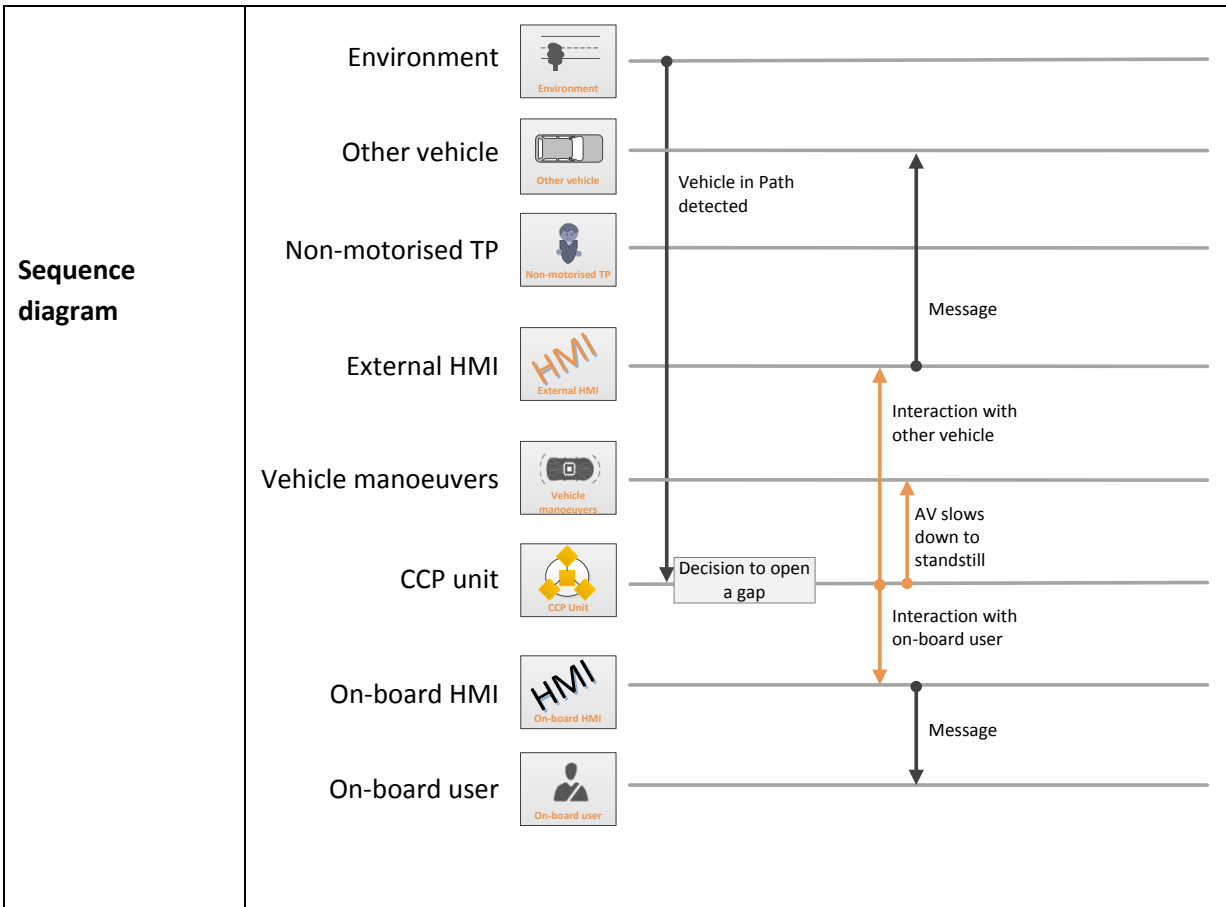 Sequence
diagram
Environment
Environment
Other vehicle
Other vehicle
Vehicle in Path
detected
Non-motorised TP
Non-motorised TP
Message
External HMI
HMI
External HMI
Interaction with
other vehicle
Vehicle manoeuvers
Vehicle
manoeuvers
AV slows
down to
standstill
CCP unit
CCP Unit
Decision to open
a gap
Interaction with
on-board user
On-board HMI
HMI
On-board HMI
Message
On-board user
On-board user